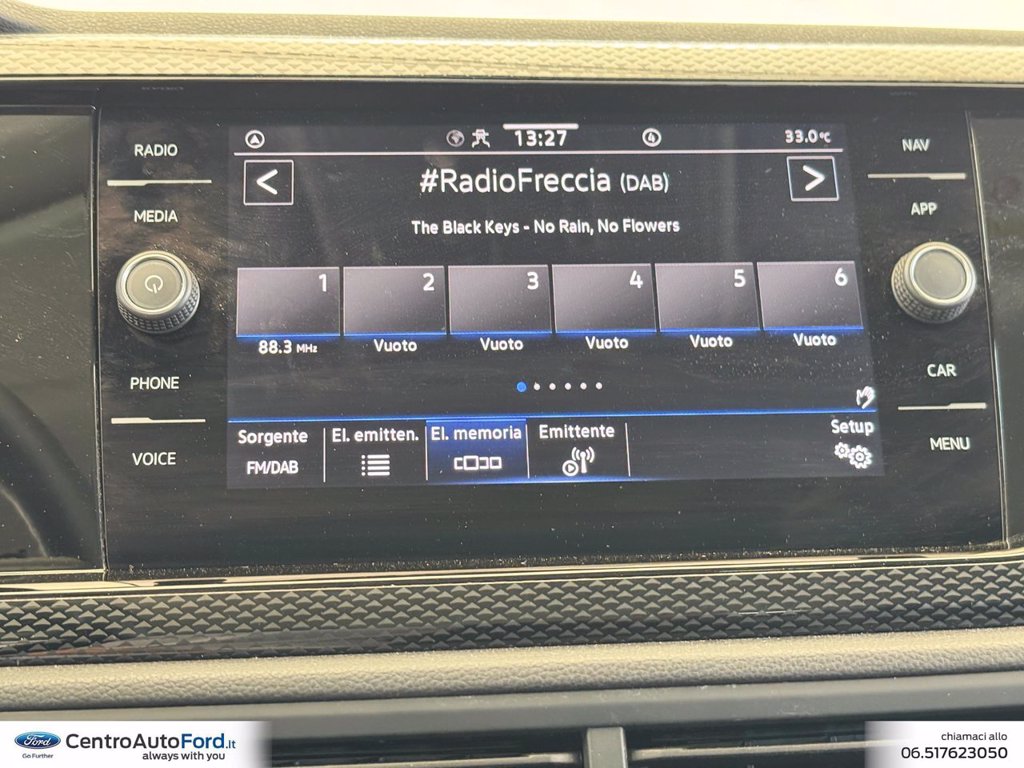 RADIO
MEDIA
PHONE
VOICE
13:27
4
33.0°C
<
#RadioFreccia (DAB)
>
The Black Keys - No Rain, No Flowers
1
2
3
4
5
6
88.3 MHz
Vuoto
Vuoto
Vuoto
Vuoto
Vuoto
Sorgente
FM/DAB
El. emitten.
El. memoria
Emittente
Setup
NAV
APP
CAR
MENU
Ford
Go Further
CentroAutoFord.it
always with you
chiamaci allo
06.517623050